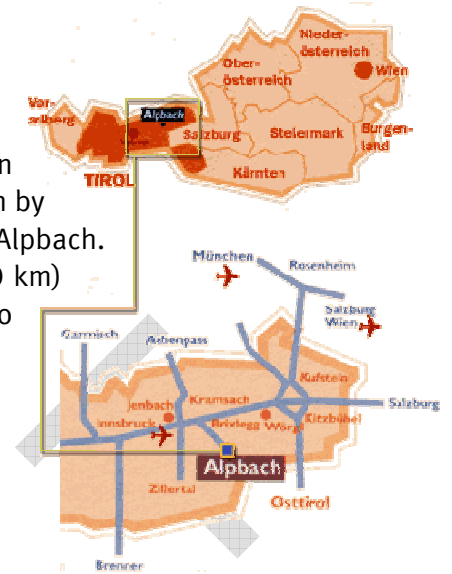 Nieder-
österreich
Ober-
österreich
Wien
Vor-
arlberg
Alpbach
Salzburg
Steiermark
Burgen-
land
Kärnten
TIROL
n
n by
Alpbach.
km)
o
München
Rosenheim
Salzburg
Wien
Garmisch
Achenpass
Kufstein
Jenbach
Kramsach
Salzburg
Innsbruck
Brixlegg
Wörgl
Kitzbühel
Alpbach
Zillertal
Osttirol
Brenner